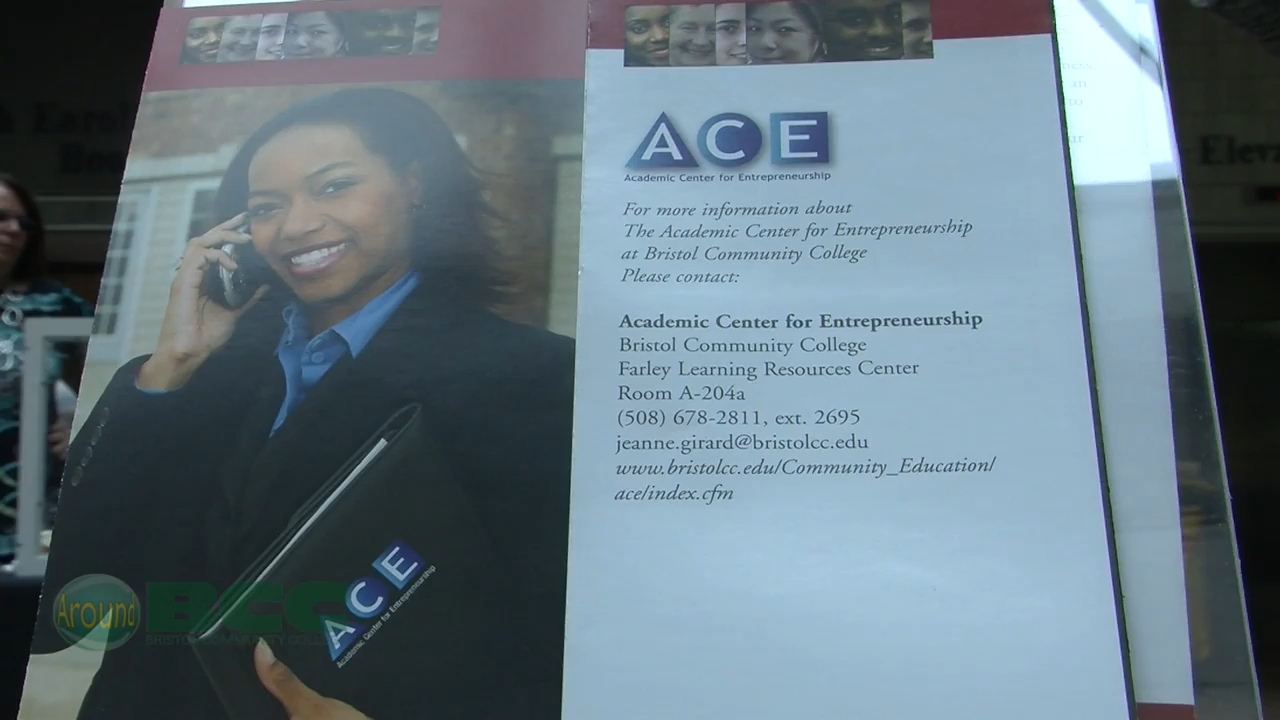 ACE
Academic Center for Entrepreneurship
For more information about
The Academic Center for Entrepreneurship
at Bristol Community College
Please contact:
Academic Center for Entrepreneurship
Bristol Community College
Farley Learning Resources Center
Room A-204a
(508) 678-2811, ext. 2695
jeanne.girard@bristolcc.edu
www.bristolcc.edu/Community_Education/
ace/index.cfm
ACE
Academic Center for Entrepreneurship
Around BCC